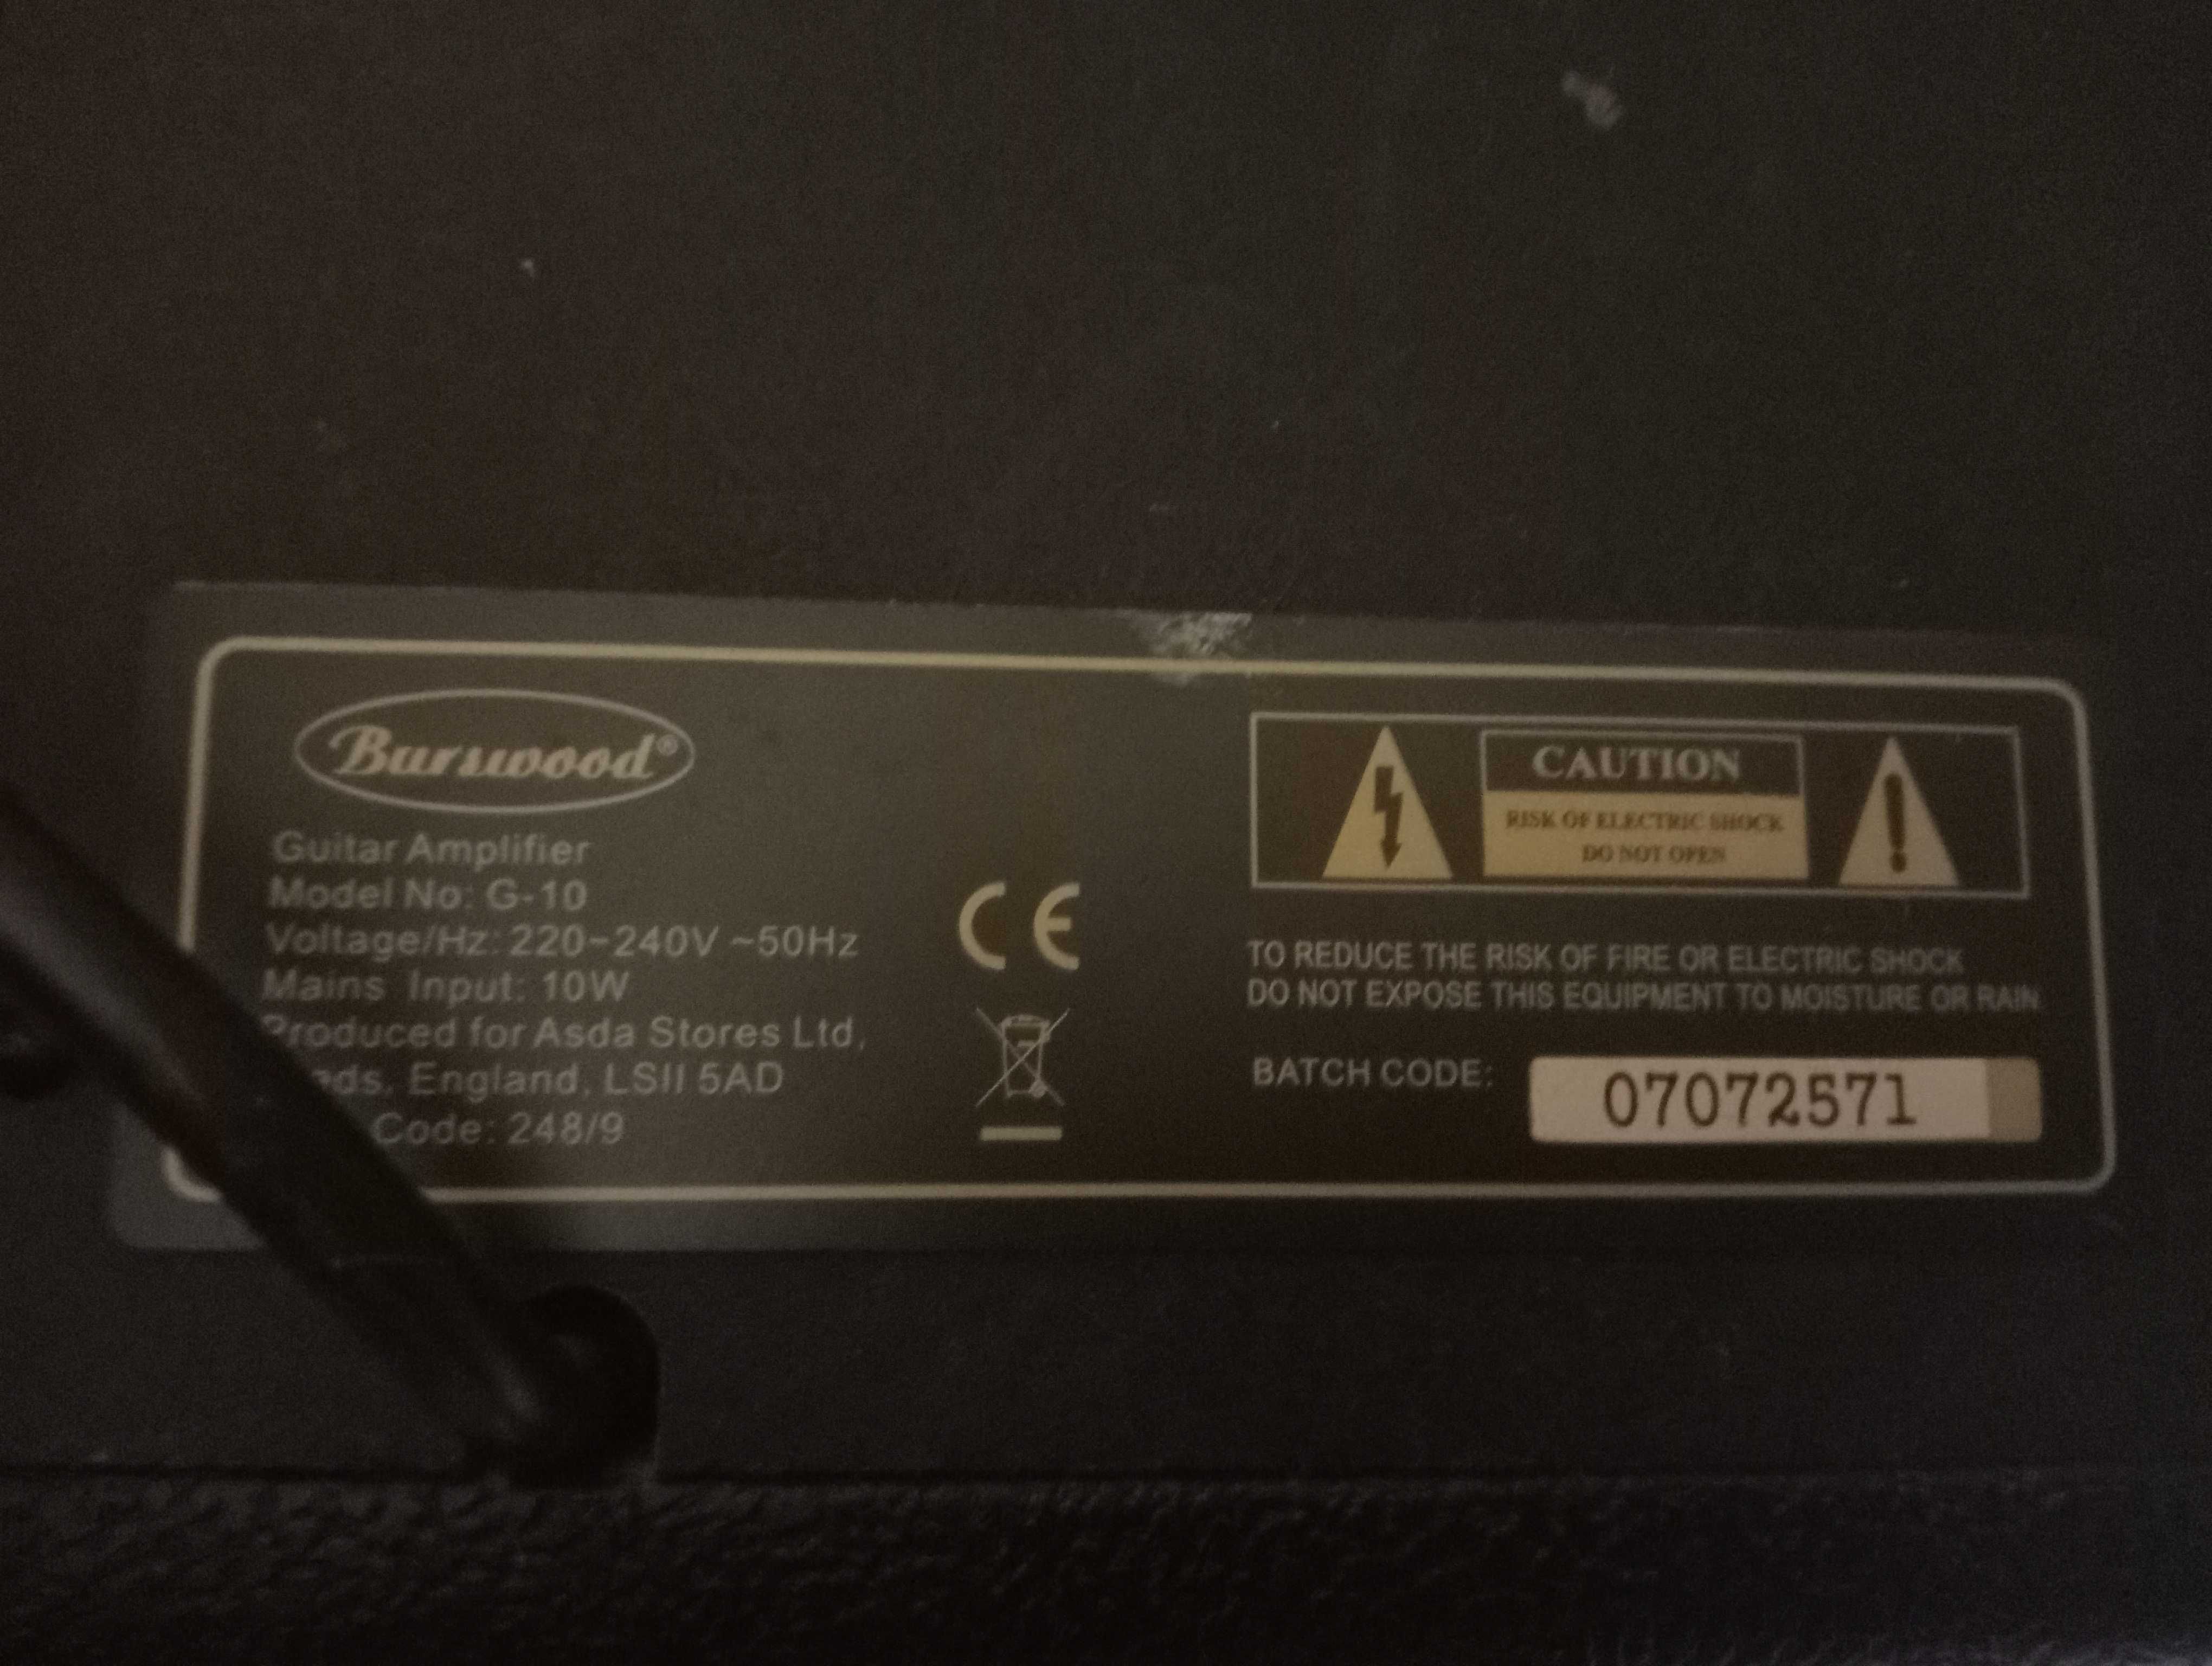 Burswood®
Guitar Amplifier
Model No: G-10
Voltage/Hz: 220-240V ~50Hz
Mains Input: 10W
Produced for Asda Stores Ltd,
England, LS11 5AD
Code: 248/9
CE
CAUTION
RISK OF ELECTRIC SHOCK
DO NOT OPEN
TO REDUCE THE RISK OF FIRE OR ELECTRIC SHOCK
DO NOT EXPOSE THIS EQUIPMENT TO MOISTURE OR RAIN
BATCH CODE: 07072571